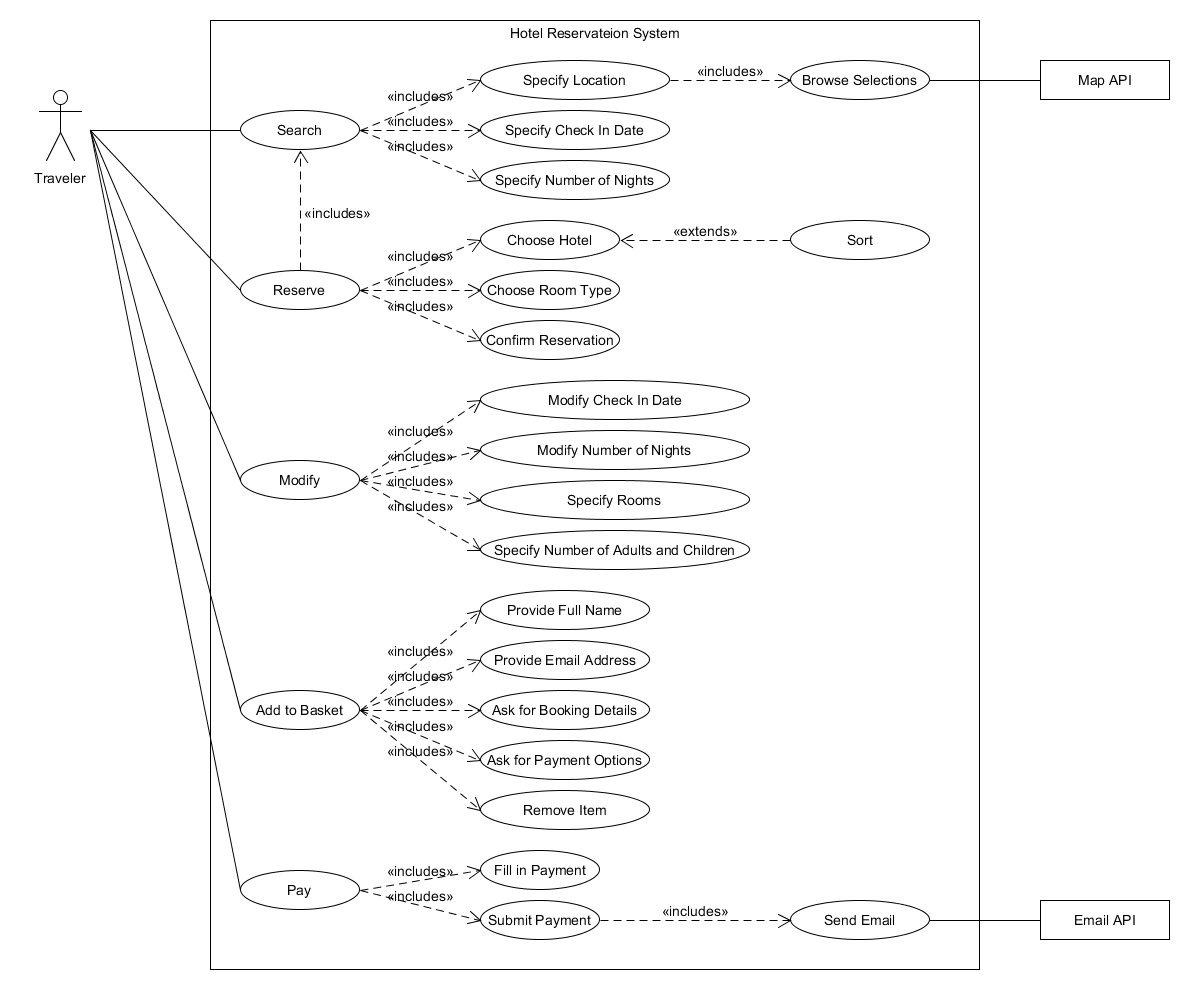 Hotel Reservateion System
«includes»
Specify Location
«includes»
Browse Selections
Map API
Traveler
Search
«includes»
Specify Check In Date
«includes»
Specify Number of Nights
«includes»
«includes»
Choose Hotel
«extends»
Sort
Reserve
«includes»
Choose Room Type
«includes»
Confirm Reservation
Modify Check In Date
«includes»
Modify Number of Nights
«includes»
Modify
«includes»
Specify Rooms
«includes»
Specify Number of Adults and Children
Provide Full Name
«includes»
Provide Email Address
«includes»
Add to Basket
«includes»
Ask for Booking Details
«includes»
Ask for Payment Options
«includes»
Remove Item
«includes»
Fill in Payment
Pay
«includes»
Submit Payment
«includes»
Send Email
Email API